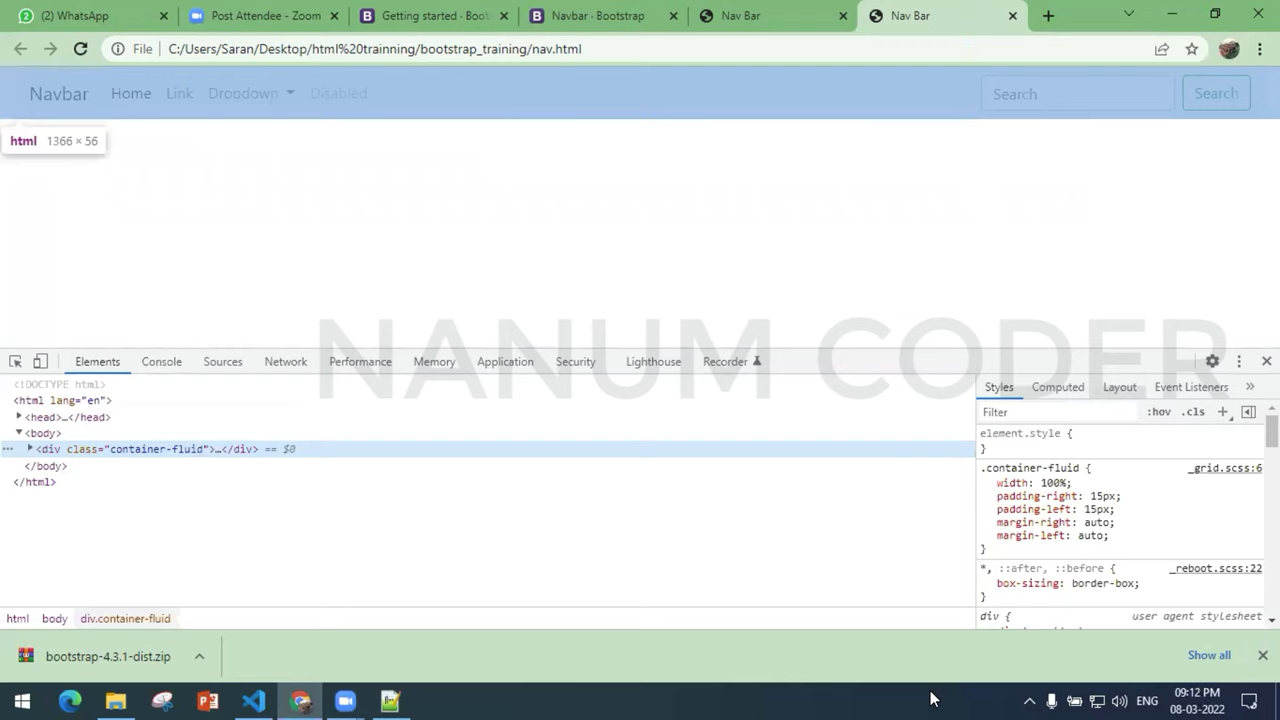 (2) WhatsApp
Post Attendee - Zoom
Getting started · Boot
Navbar · Bootstrap
Nav Bar
Nav Bar
File
C:/Users/Saran/Desktop/html%20trainning/bootstrap_training/nav.html
Navbar
Home
Link
Dropdown
Disabled
Search
Search
html 1366 × 56
NANUM CODER
Elements
Console
Sources
Network
Performance
Memory
Application
Security
Lighthouse
Recorder
<!DOCTYPE html>
<html lang="en">
<head>…</head>
<body>
<div class="container-fluid">…</div> == $0
</body>
</html>
Styles
Computed
Layout
Event Listeners
Filter
:hov
.cls
element.style {
}
.container-fluid {
_grid.scss:6
width: 100%;
padding-right: 15px;
padding-left: 15px;
margin-right: auto;
margin-left: auto;
}
*, ::after, ::before {
_reboot.scss:22
box-sizing: border-box;
}
div {
user agent stylesheet
html
body
div.container-fluid
bootstrap-4.3.1-dist.zip
Show all
ENG
09:12 PM
08-03-2022